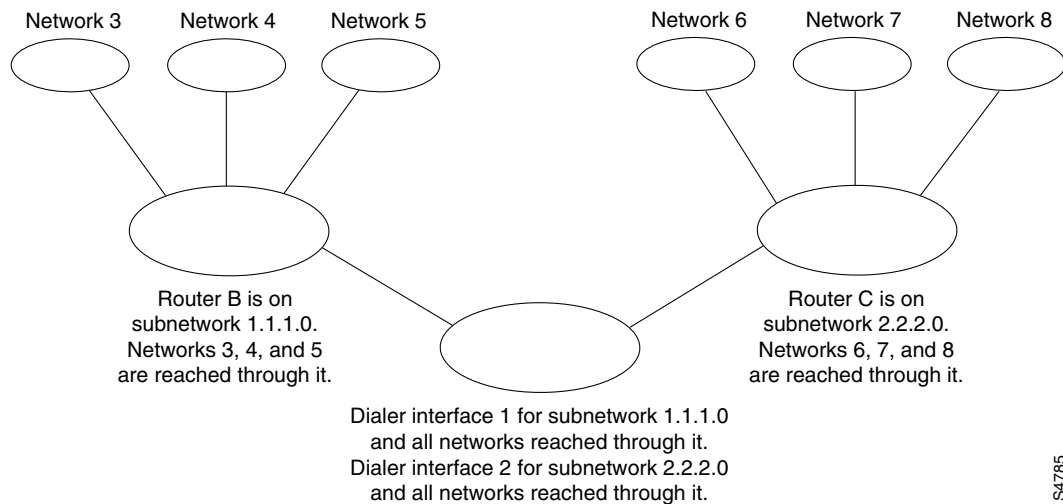 Network 3
Network 4
Network 5
Network 6
Network 7
Network 8
Router B is on
subnetwork 1.1.1.0.
Networks 3, 4, and 5
are reached through it.
Router C is on
subnetwork 2.2.2.0.
Networks 6, 7, and 8
are reached through it.
Dialer interface 1 for subnetwork 1.1.1.0
and all networks reached through it.
Dialer interface 2 for subnetwork 2.2.2.0
and all networks reached through it.
S4785